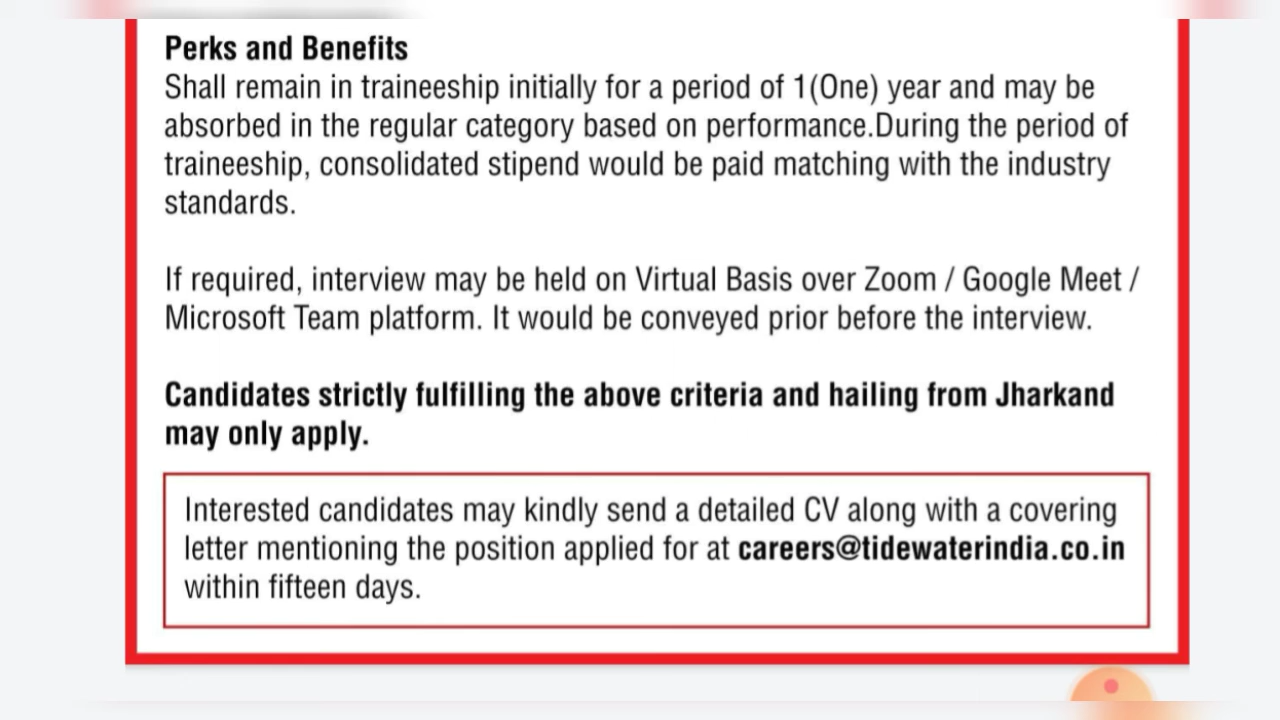 Perks and Benefits
Shall remain in traineeship initially for a period of 1(One) year and may be
absorbed in the regular category based on performance.During the period of
traineeship, consolidated stipend would be paid matching with the industry
standards.
If required, interview may be held on Virtual Basis over Zoom / Google Meet /
Microsoft Team platform. It would be conveyed prior before the interview.
Candidates strictly fulfilling the above criteria and hailing from Jharkand
may only apply.
Interested candidates may kindly send a detailed CV along with a covering
letter mentioning the position applied for at careers@tidewaterindia.co.in
within fifteen days.